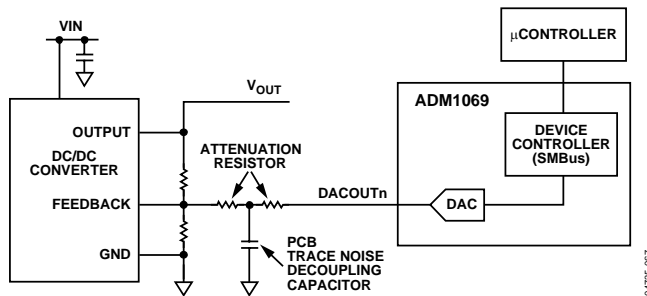 VIN
μCONTROLLER
VOUT
ADM1069
OUTPUT
DC/DC
CONVERTER
ATTENUATION
RESISTOR
DEVICE
CONTROLLER
(SMBus)
FEEDBACK
DACOUTn
DAC
GND
PCB
TRACE NOISE
DECOUPLING
CAPACITOR